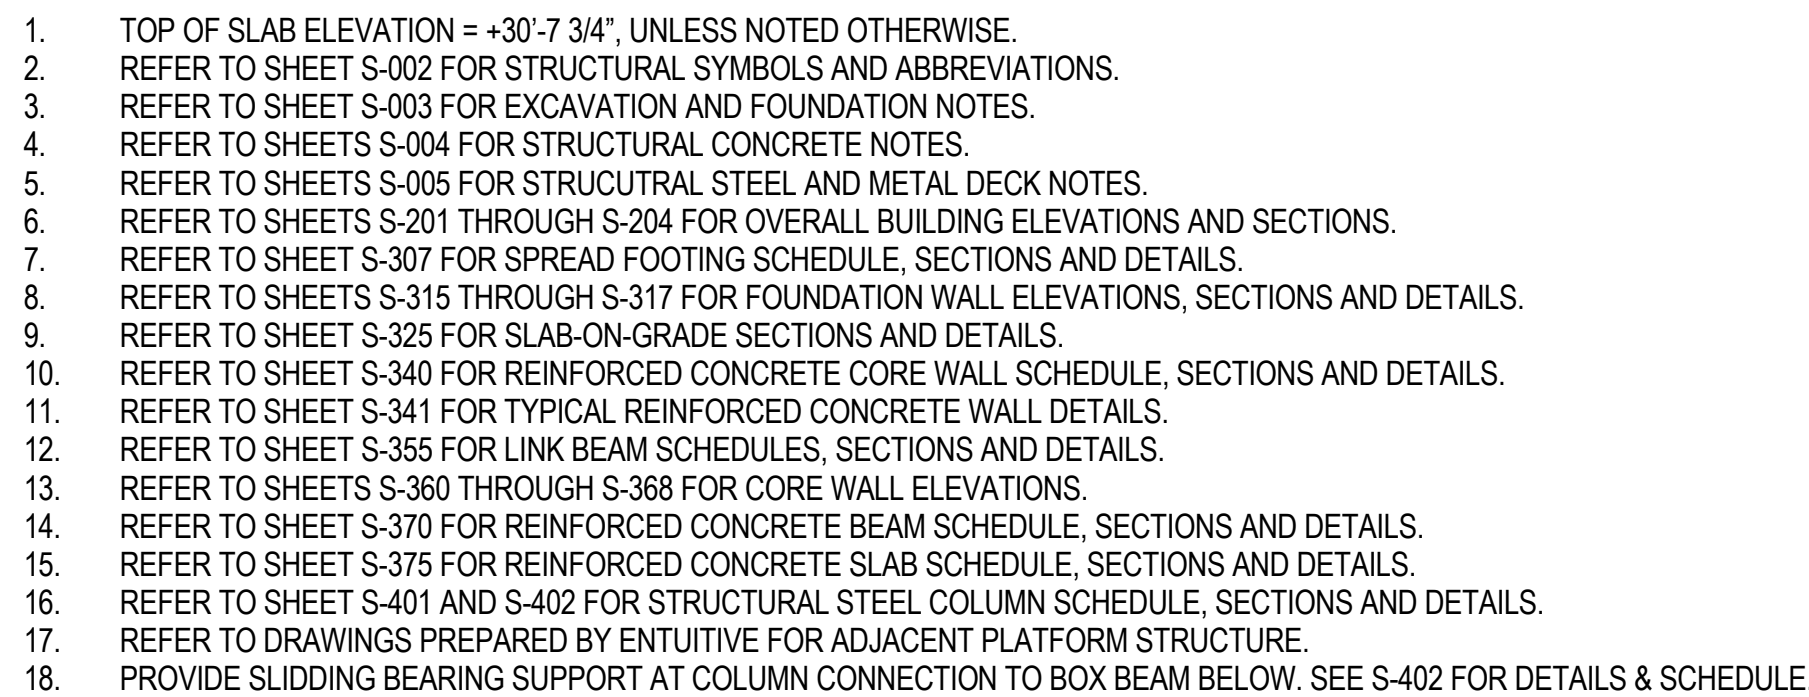 1. TOP OF SLAB ELEVATION = +30’-7 3/4”, UNLESS NOTED OTHERWISE.
2. REFER TO SHEET S-002 FOR STRUCTURAL SYMBOLS AND ABBREVIATIONS.
3. REFER TO SHEET S-003 FOR EXCAVATION AND FOUNDATION NOTES.
4. REFER TO SHEETS S-004 FOR STRUCTURAL CONCRETE NOTES.
5. REFER TO SHEETS S-005 FOR STRUCUTRAL STEEL AND METAL DECK NOTES.
6. REFER TO SHEETS S-201 THROUGH S-204 FOR OVERALL BUILDING ELEVATIONS AND SECTIONS.
7. REFER TO SHEET S-307 FOR SPREAD FOOTING SCHEDULE, SECTIONS AND DETAILS.
8. REFER TO SHEETS S-315 THROUGH S-317 FOR FOUNDATION WALL ELEVATIONS, SECTIONS AND DETAILS.
9. REFER TO SHEET S-325 FOR SLAB-ON-GRADE SECTIONS AND DETAILS.
10. REFER TO SHEET S-340 FOR REINFORCED CONCRETE CORE WALL SCHEDULE, SECTIONS AND DETAILS.
11. REFER TO SHEET S-341 FOR TYPICAL REINFORCED CONCRETE WALL DETAILS.
12. REFER TO SHEET S-355 FOR LINK BEAM SCHEDULES, SECTIONS AND DETAILS.
13. REFER TO SHEETS S-360 THROUGH S-368 FOR CORE WALL ELEVATIONS.
14. REFER TO SHEET S-370 FOR REINFORCED CONCRETE BEAM SCHEDULE, SECTIONS AND DETAILS.
15. REFER TO SHEET S-375 FOR REINFORCED CONCRETE SLAB SCHEDULE, SECTIONS AND DETAILS.
16. REFER TO SHEET S-401 AND S-402 FOR STRUCTURAL STEEL COLUMN SCHEDULE, SECTIONS AND DETAILS.
17. REFER TO DRAWINGS PREPARED BY ENTUITIVE FOR ADJACENT PLATFORM STRUCTURE.
18. PROVIDE SLIDDING BEARING SUPPORT AT COLUMN CONNECTION TO BOX BEAM BELOW. SEE S-402 FOR DETAILS & SCHEDULE.